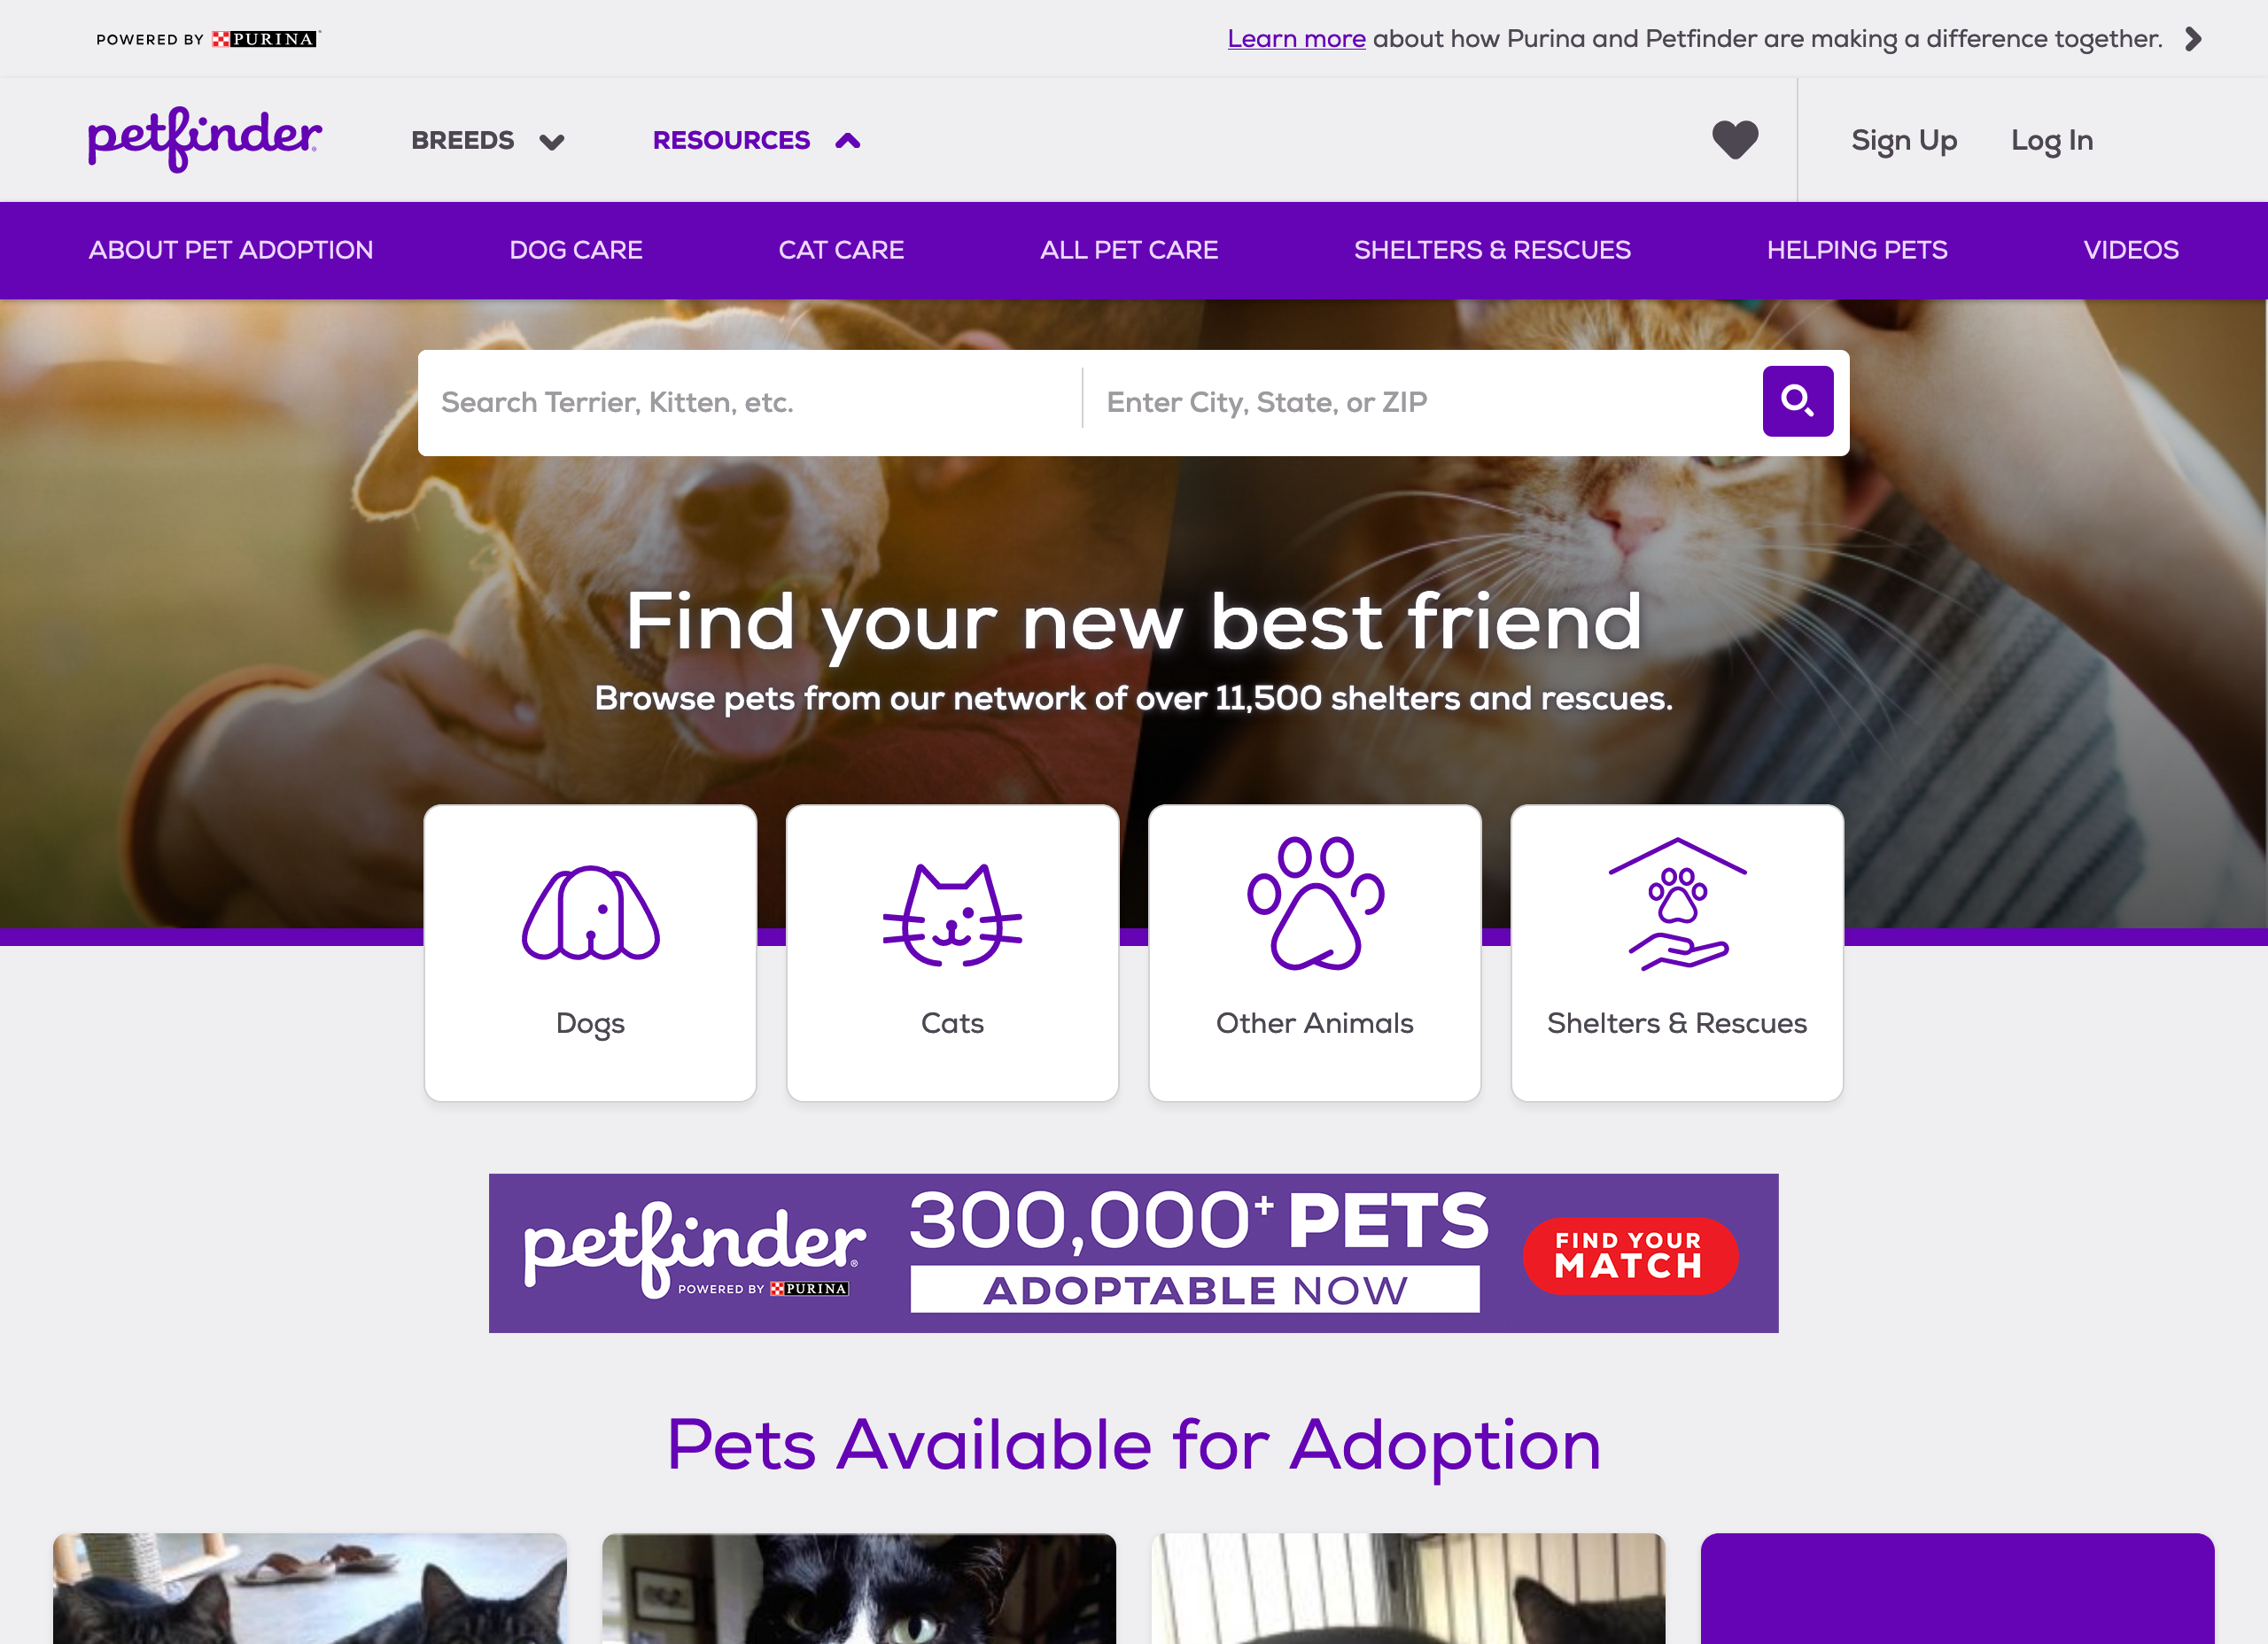 POWERED BY PURINA
Learn more about how Purina and Petfinder are making a difference together.
petfinder
BREEDS
RESOURCES
Sign Up
Log In
ABOUT PET ADOPTION
DOG CARE
CAT CARE
ALL PET CARE
SHELTERS & RESCUES
HELPING PETS
VIDEOS
Search Terrier, Kitten, etc.
Enter City, State, or ZIP
Find your new best friend
Browse pets from our network of over 11,500 shelters and rescues.
Dogs
Cats
Other Animals
Shelters & Rescues
petfinder®
POWERED BY PURINA
300,000+ PETS
ADOPTABLE NOW
FIND YOUR
MATCH
Pets Available for Adoption